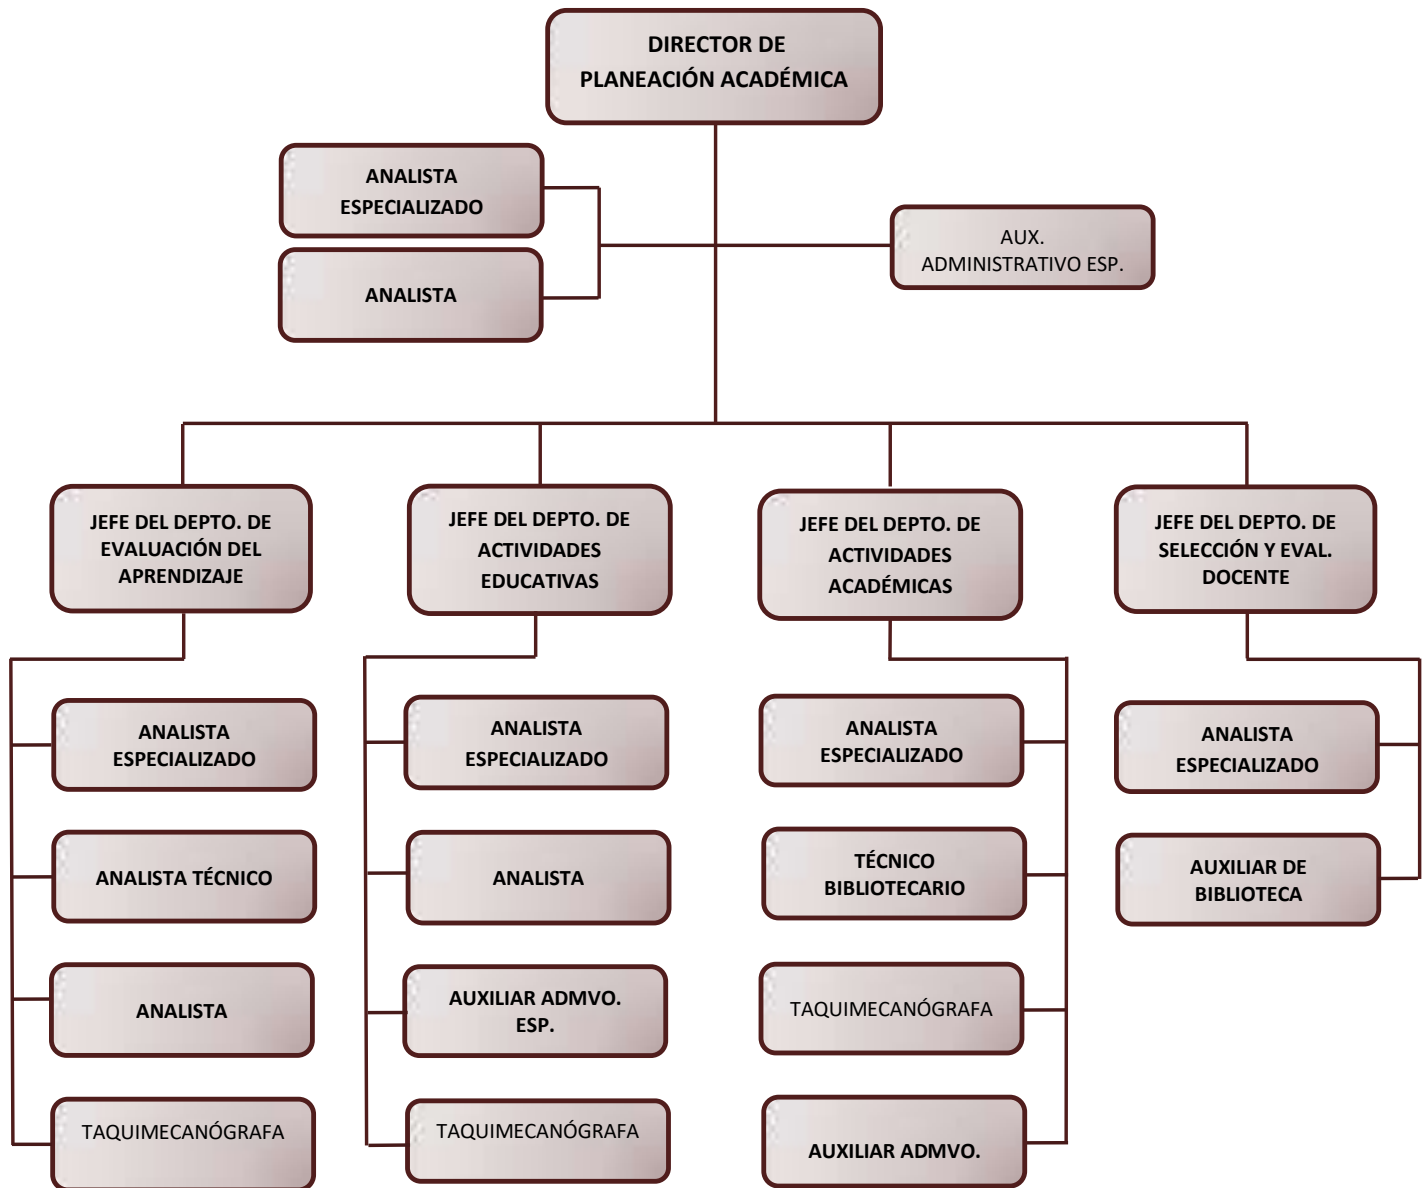 DIRECTOR DE
PLANEACIÓN ACADÉMICA
ANALISTA
ESPECIALIZADO
ANALISTA
AUX.
ADMINISTRATIVO ESP.
JEFE DEL DEPTO. DE
EVALUACIÓN DEL
APRENDIZAJE
JEFE DEL DEPTO. DE
ACTIVIDADES
EDUCATIVAS
JEFE DEL DEPTO. DE
ACTIVIDADES
ACADÉMICAS
JEFE DEL DEPTO. DE
SELECCIÓN Y EVAL.
DOCENTE
ANALISTA
ESPECIALIZADO
ANALISTA TÉCNICO
ANALISTA
TAQUIMECANÓGRAFA
ANALISTA
ESPECIALIZADO
ANALISTA
AUXILIAR ADMVO.
ESP.
TAQUIMECANÓGRAFA
ANALISTA
ESPECIALIZADO
TÉCNICO
BIBLIOTECARIO
TAQUIMECANÓGRAFA
AUXILIAR ADMVO.
ANALISTA
ESPECIALIZADO
AUXILIAR DE
BIBLIOTECA